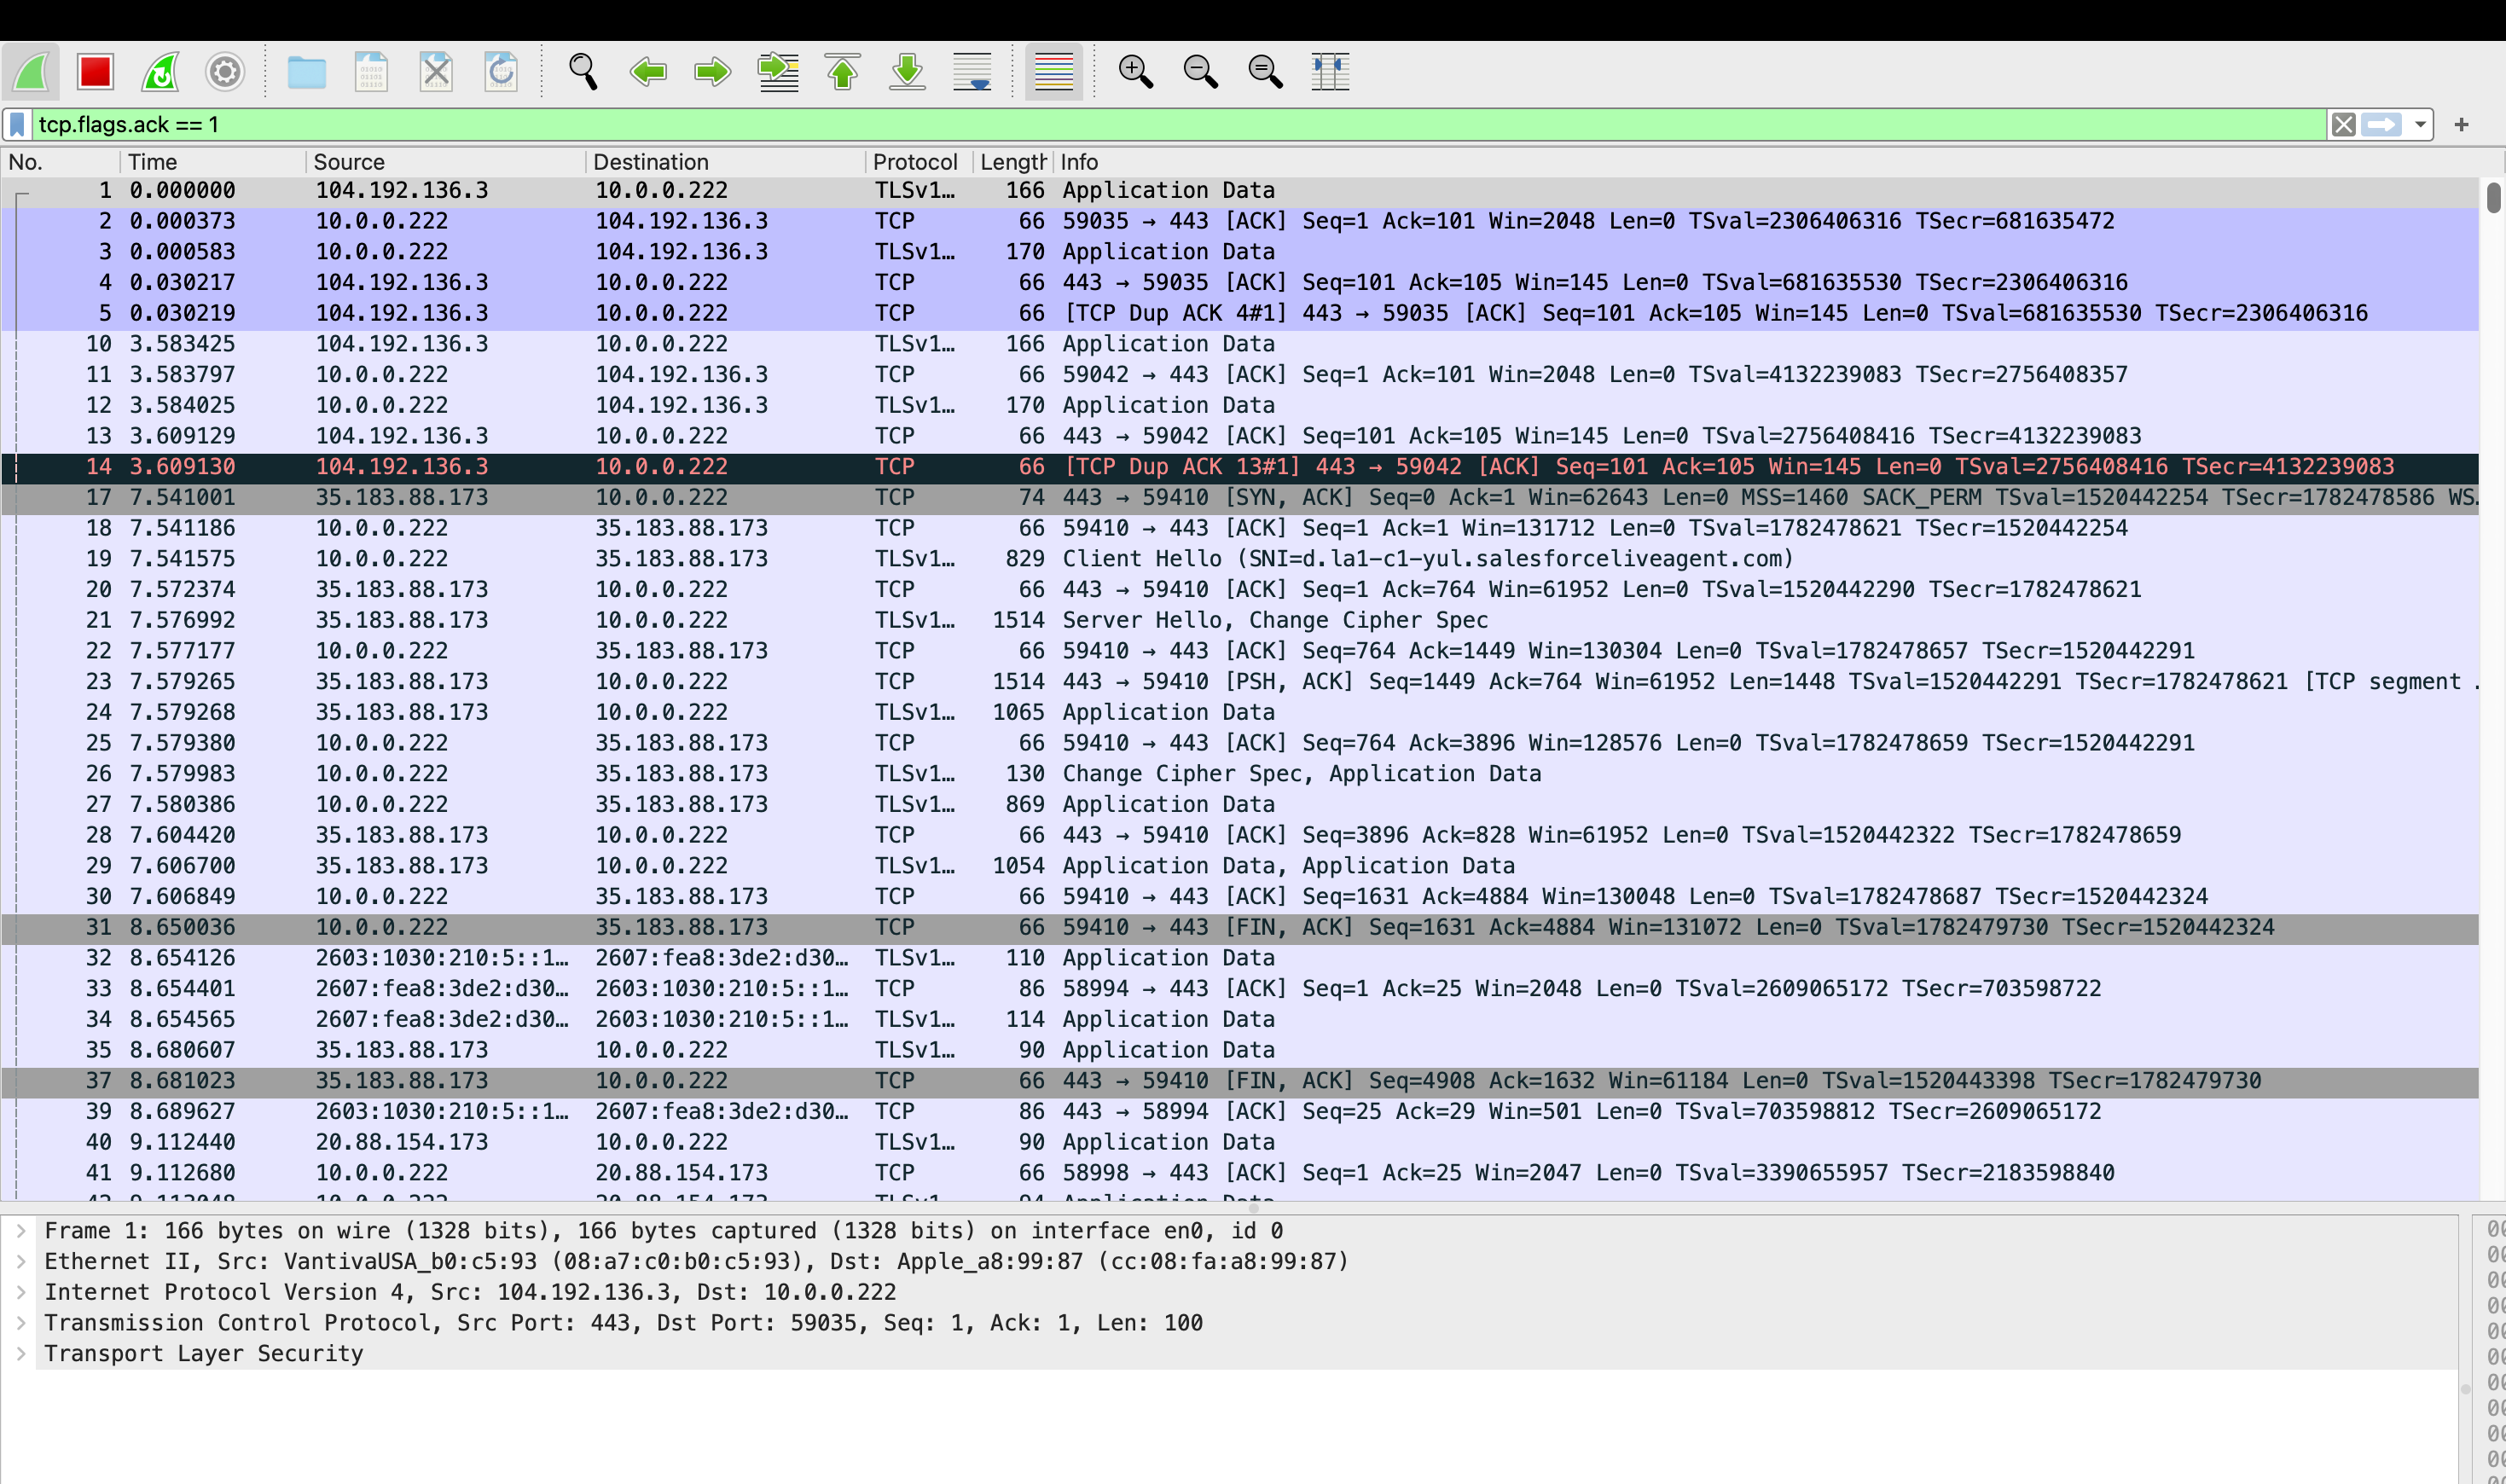 tcp.flags.ack == 1
No. Time Source Destination Protocol Length Info
1 0.000000 104.192.136.3 10.0.0.222 TLSv1… 166 Application Data
2 0.000373 10.0.0.222 104.192.136.3 TCP 66 59035 → 443 [ACK] Seq=1 Ack=101 Win=2048 Len=0 TSval=2306406316 TSecr=681635472
3 0.000583 10.0.0.222 104.192.136.3 TLSv1… 170 Application Data
4 0.030217 104.192.136.3 10.0.0.222 TCP 66 443 → 59035 [ACK] Seq=101 Ack=105 Win=145 Len=0 TSval=681635530 TSecr=2306406316
5 0.030219 104.192.136.3 10.0.0.222 TCP 66 [TCP Dup ACK 4#1] 443 → 59035 [ACK] Seq=101 Ack=105 Win=145 Len=0 TSval=681635530 TSecr=2306406316
10 3.583425 104.192.136.3 10.0.0.222 TLSv1… 166 Application Data
11 3.583797 10.0.0.222 104.192.136.3 TCP 66 59042 → 443 [ACK] Seq=1 Ack=101 Win=2048 Len=0 TSval=4132239083 TSecr=2756408357
12 3.584025 10.0.0.222 104.192.136.3 TLSv1… 170 Application Data
13 3.609129 104.192.136.3 10.0.0.222 TCP 66 443 → 59042 [ACK] Seq=101 Ack=105 Win=145 Len=0 TSval=2756408416 TSecr=4132239083
14 3.609130 104.192.136.3 10.0.0.222 TCP 66 [TCP Dup ACK 13#1] 443 → 59042 [ACK] Seq=101 Ack=105 Win=145 Len=0 TSval=2756408416 TSecr=4132239083
17 7.541001 35.183.88.173 10.0.0.222 TCP 74 443 → 59410 [SYN, ACK] Seq=0 Ack=1 Win=62643 Len=0 MSS=1460 SACK_PERM TSval=1520442254 TSecr=1782478586 WS…
18 7.541186 10.0.0.222 35.183.88.173 TCP 66 59410 → 443 [ACK] Seq=1 Ack=1 Win=131712 Len=0 TSval=1782478621 TSecr=1520442254
19 7.541575 10.0.0.222 35.183.88.173 TLSv1… 829 Client Hello (SNI=d.la1-c1-yul.salesforceliveagent.com)
20 7.572374 35.183.88.173 10.0.0.222 TCP 66 443 → 59410 [ACK] Seq=1 Ack=764 Win=61952 Len=0 TSval=1520442290 TSecr=1782478621
21 7.576992 35.183.88.173 10.0.0.222 TLSv1… 1514 Server Hello, Change Cipher Spec
22 7.577177 10.0.0.222 35.183.88.173 TCP 66 59410 → 443 [ACK] Seq=764 Ack=1449 Win=130304 Len=0 TSval=1782478657 TSecr=1520442291
23 7.579265 35.183.88.173 10.0.0.222 TCP 1514 443 → 59410 [PSH, ACK] Seq=1449 Ack=764 Win=61952 Len=1448 TSval=1520442291 TSecr=1782478621 [TCP segment …
24 7.579268 35.183.88.173 10.0.0.222 TLSv1… 1065 Application Data
25 7.579380 10.0.0.222 35.183.88.173 TCP 66 59410 → 443 [ACK] Seq=764 Ack=3896 Win=128576 Len=0 TSval=1782478659 TSecr=1520442291
26 7.579983 10.0.0.222 35.183.88.173 TLSv1… 130 Change Cipher Spec, Application Data
27 7.580386 10.0.0.222 35.183.88.173 TLSv1… 869 Application Data
28 7.604420 35.183.88.173 10.0.0.222 TCP 66 443 → 59410 [ACK] Seq=3896 Ack=828 Win=61952 Len=0 TSval=1520442322 TSecr=1782478659
29 7.606700 35.183.88.173 10.0.0.222 TLSv1… 1054 Application Data, Application Data
30 7.606849 10.0.0.222 35.183.88.173 TCP 66 59410 → 443 [ACK] Seq=1631 Ack=4884 Win=130048 Len=0 TSval=1782478687 TSecr=1520442324
31 8.650036 10.0.0.222 35.183.88.173 TCP 66 59410 → 443 [FIN, ACK] Seq=1631 Ack=4884 Win=131072 Len=0 TSval=1782479730 TSecr=1520442324
32 8.654126 2603:1030:210:5::1… 2607:fea8:3de2:d30… TLSv1… 110 Application Data
33 8.654401 2607:fea8:3de2:d30… 2603:1030:210:5::1… TCP 86 58994 → 443 [ACK] Seq=1 Ack=25 Win=2048 Len=0 TSval=2609065172 TSecr=703598722
34 8.654565 2607:fea8:3de2:d30… 2603:1030:210:5::1… TLSv1… 114 Application Data
35 8.680607 35.183.88.173 10.0.0.222 TLSv1… 90 Application Data
37 8.681023 35.183.88.173 10.0.0.222 TCP 66 443 → 59410 [FIN, ACK] Seq=4908 Ack=1632 Win=61184 Len=0 TSval=1520443398 TSecr=1782479730
39 8.689627 2603:1030:210:5::1… 2607:fea8:3de2:d30… TCP 86 443 → 58994 [ACK] Seq=25 Ack=29 Win=501 Len=0 TSval=703598812 TSecr=2609065172
40 9.112440 20.88.154.173 10.0.0.222 TLSv1… 90 Application Data
41 9.112680 10.0.0.222 20.88.154.173 TCP 66 58998 → 443 [ACK] Seq=1 Ack=25 Win=2047 Len=0 TSval=3390655957 TSecr=2183598840
Frame 1: 166 bytes on wire (1328 bits), 166 bytes captured (1328 bits) on interface en0, id 0
Ethernet II, Src: VantivaUSA_b0:c5:93 (08:a7:c0:b0:c5:93), Dst: Apple_a8:99:87 (cc:08:fa:a8:99:87)
Internet Protocol Version 4, Src: 104.192.136.3, Dst: 10.0.0.222
Transmission Control Protocol, Src Port: 443, Dst Port: 59035, Seq: 1, Ack: 1, Len: 100
Transport Layer Security